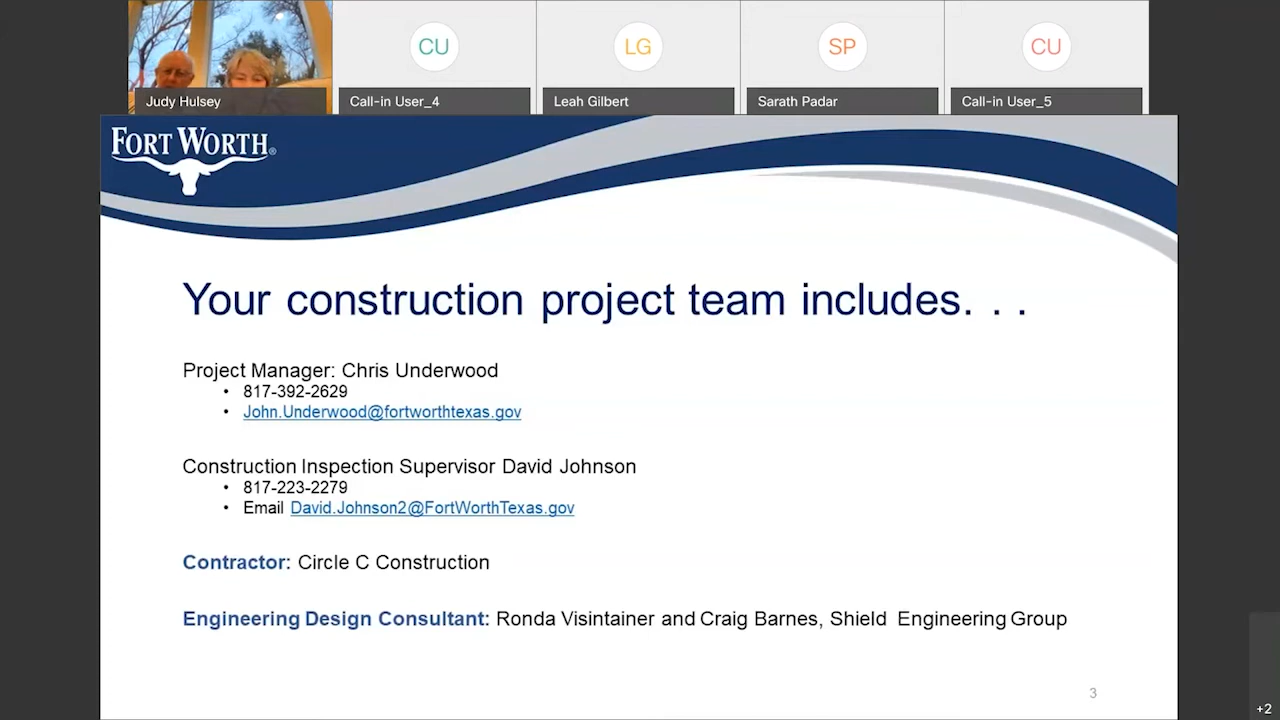 CU
LG
SP
CU
Judy Hulsey
Call-in User_4
Leah Gilbert
Sarath Padar
Call-in User_5
FORT WORTH®
Your construction project team includes. . .
Project Manager: Chris Underwood
• 817-392-2629
• John.Underwood@fortworthtexas.gov
Construction Inspection Supervisor David Johnson
• 817-223-2279
• Email David.Johnson2@FortWorthTexas.gov
Contractor: Circle C Construction
Engineering Design Consultant: Ronda Visintainer and Craig Barnes, Shield Engineering Group
3
+2